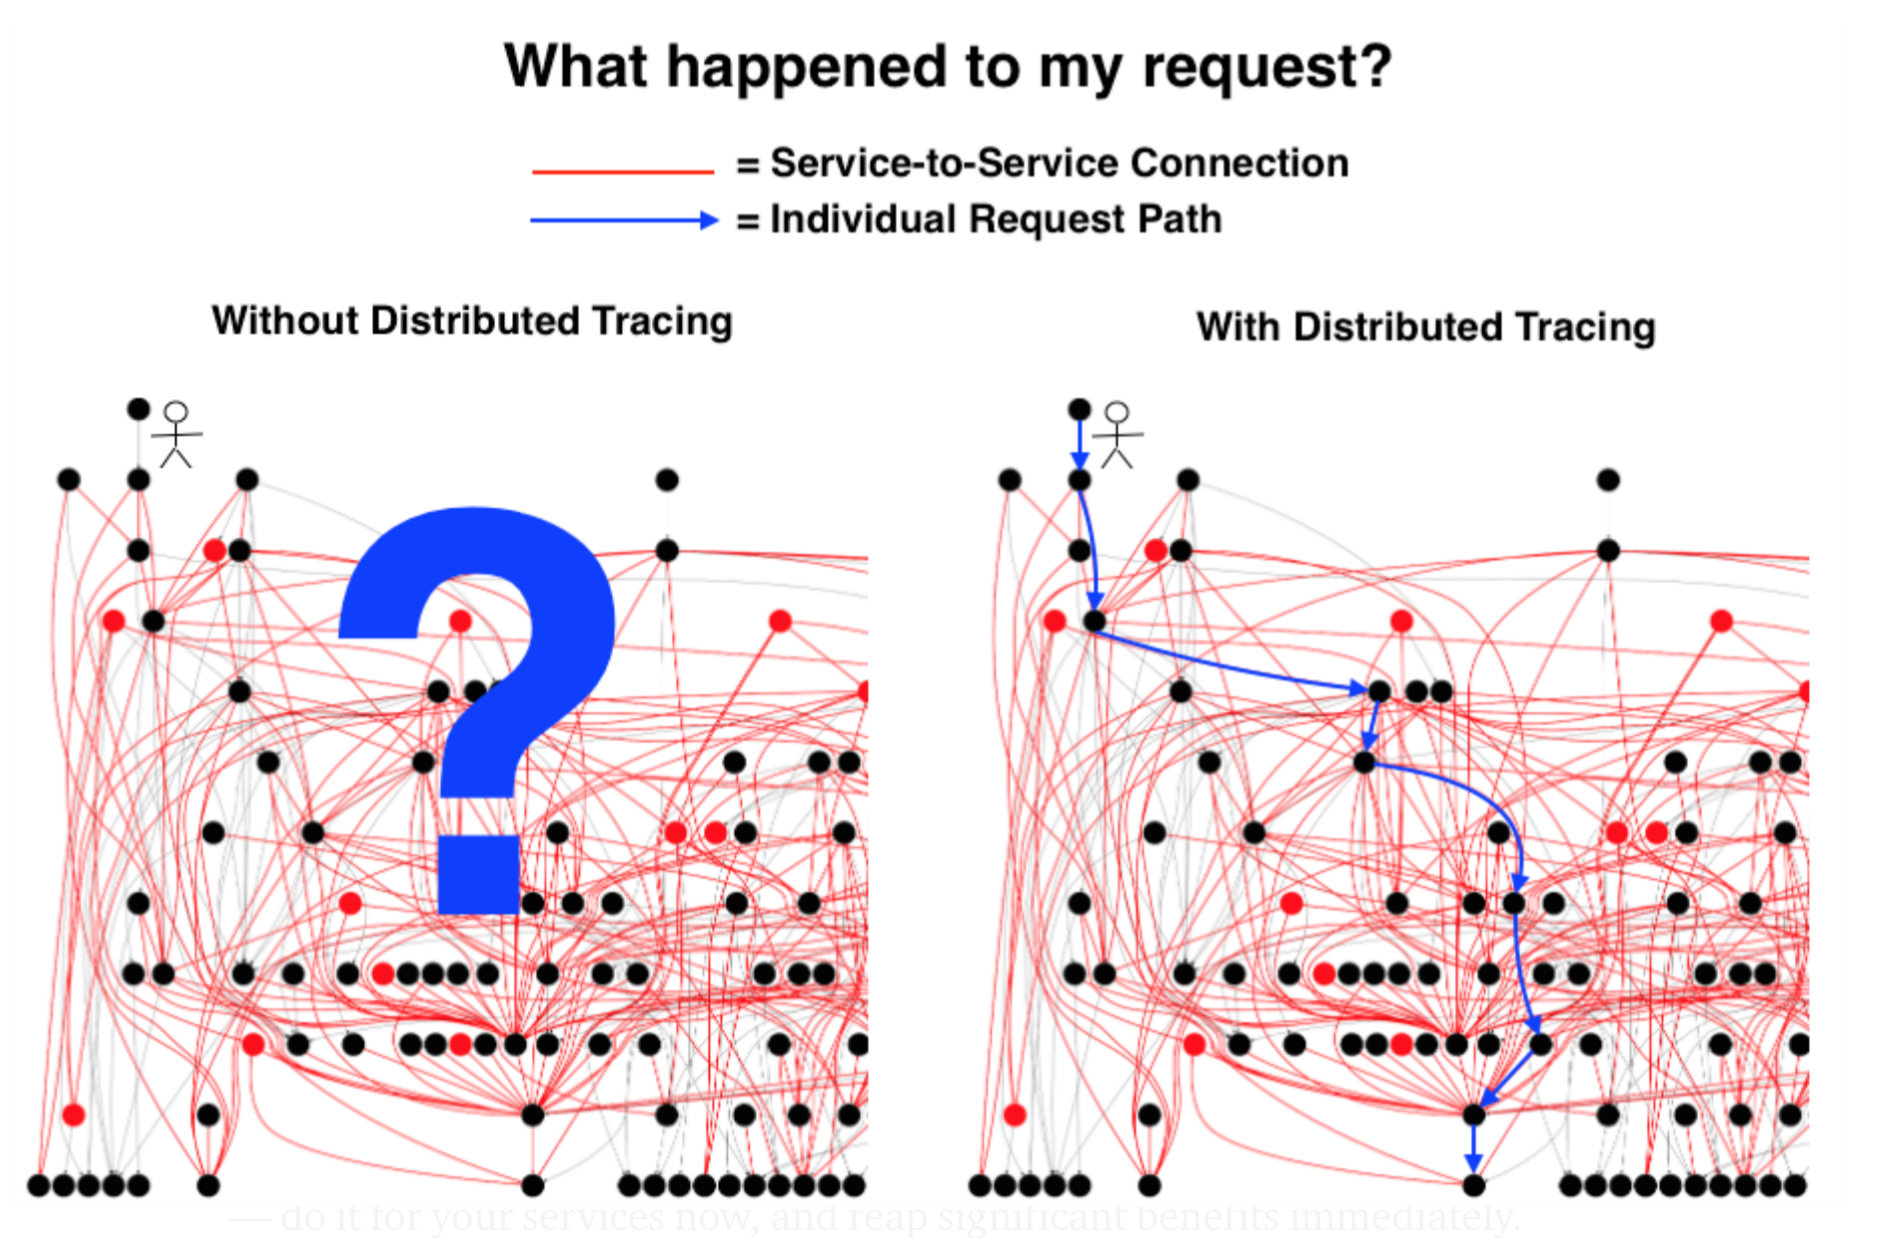 What happened to my request?
= Service-to-Service Connection
= Individual Request Path
Without Distributed Tracing
With Distributed Tracing
?
— do it for your services now, and reap significant benefits immediately.